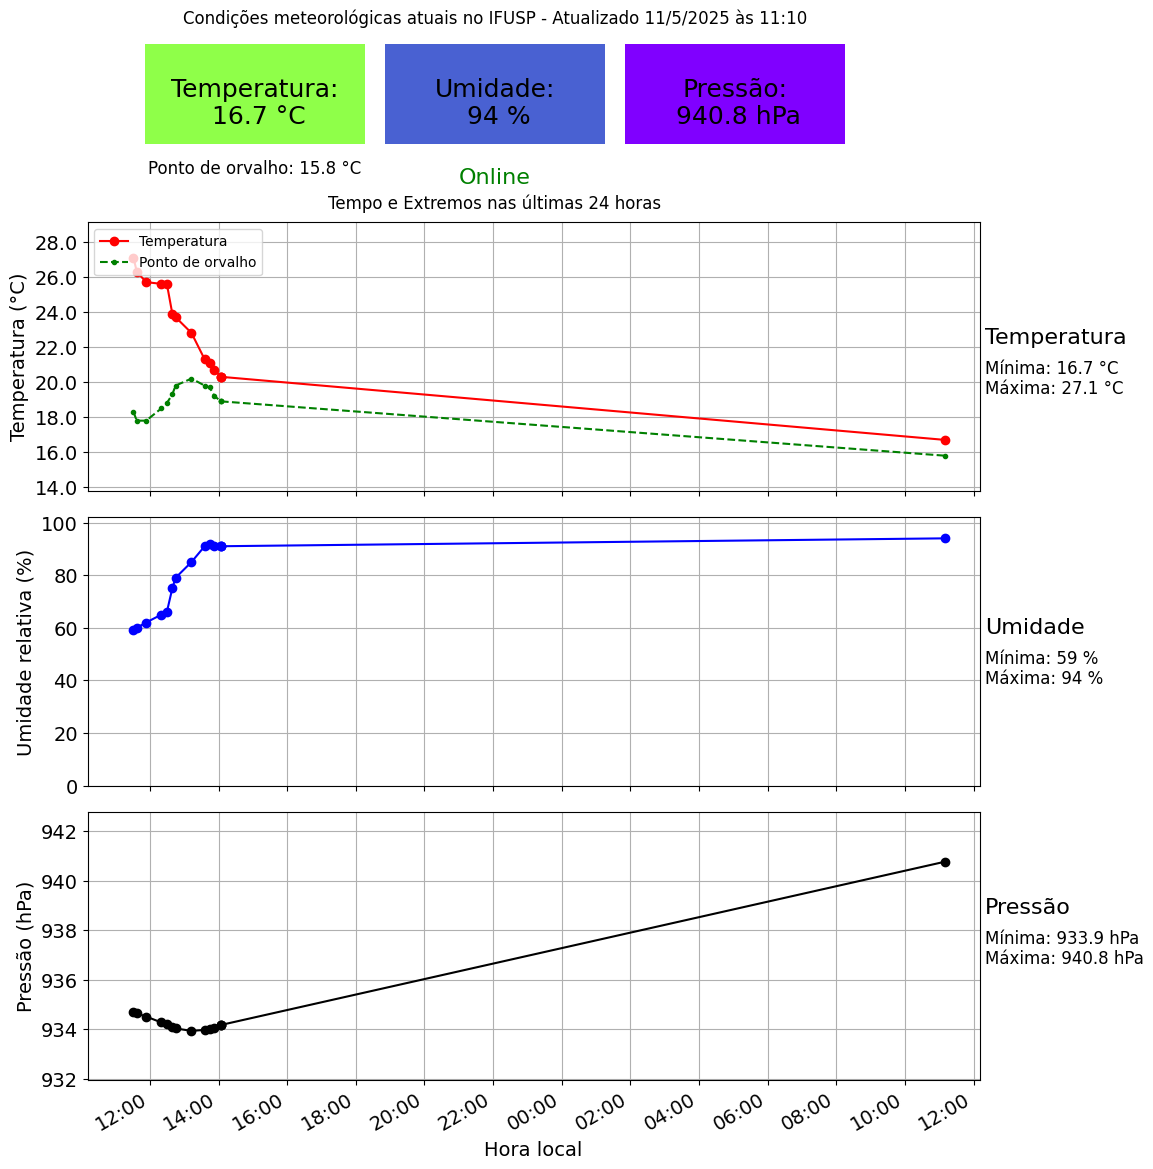 Condições meteorológicas atuais no IFUSP - Atualizado 11/5/2025 às 11:10
Temperatura:
16.7 °C
Umidade:
94 %
Pressão:
940.8 hPa
Ponto de orvalho: 15.8 °C
Online
Tempo e Extremos nas últimas 24 horas
Temperatura (°C)
28.0
26.0
24.0
22.0
20.0
18.0
16.0
14.0
Temperatura
Ponto de orvalho
Temperatura
Mínima: 16.7 °C
Máxima: 27.1 °C
Umidade relativa (%)
100
80
60
40
20
0
Umidade
Mínima: 59 %
Máxima: 94 %
Pressão (hPa)
942
940
938
936
934
932
Pressão
Mínima: 933.9 hPa
Máxima: 940.8 hPa
12:00 14:00 16:00 18:00 20:00 22:00 00:00 02:00 04:00 06:00 08:00 10:00 12:00
Hora local